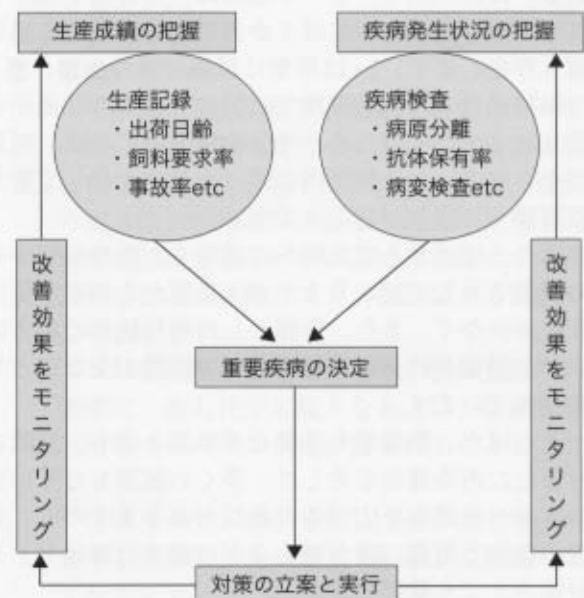 生産成績の把握
疾病発生状況の把握
生産記録
・出荷日齢
・飼料要求率
・事故率etc
疾病検査
・病原分離
・抗体保有率
・病変検査etc
改善効果をモニタリング
改善効果をモニタリング
重要疾病の決定
対策の立案と実行